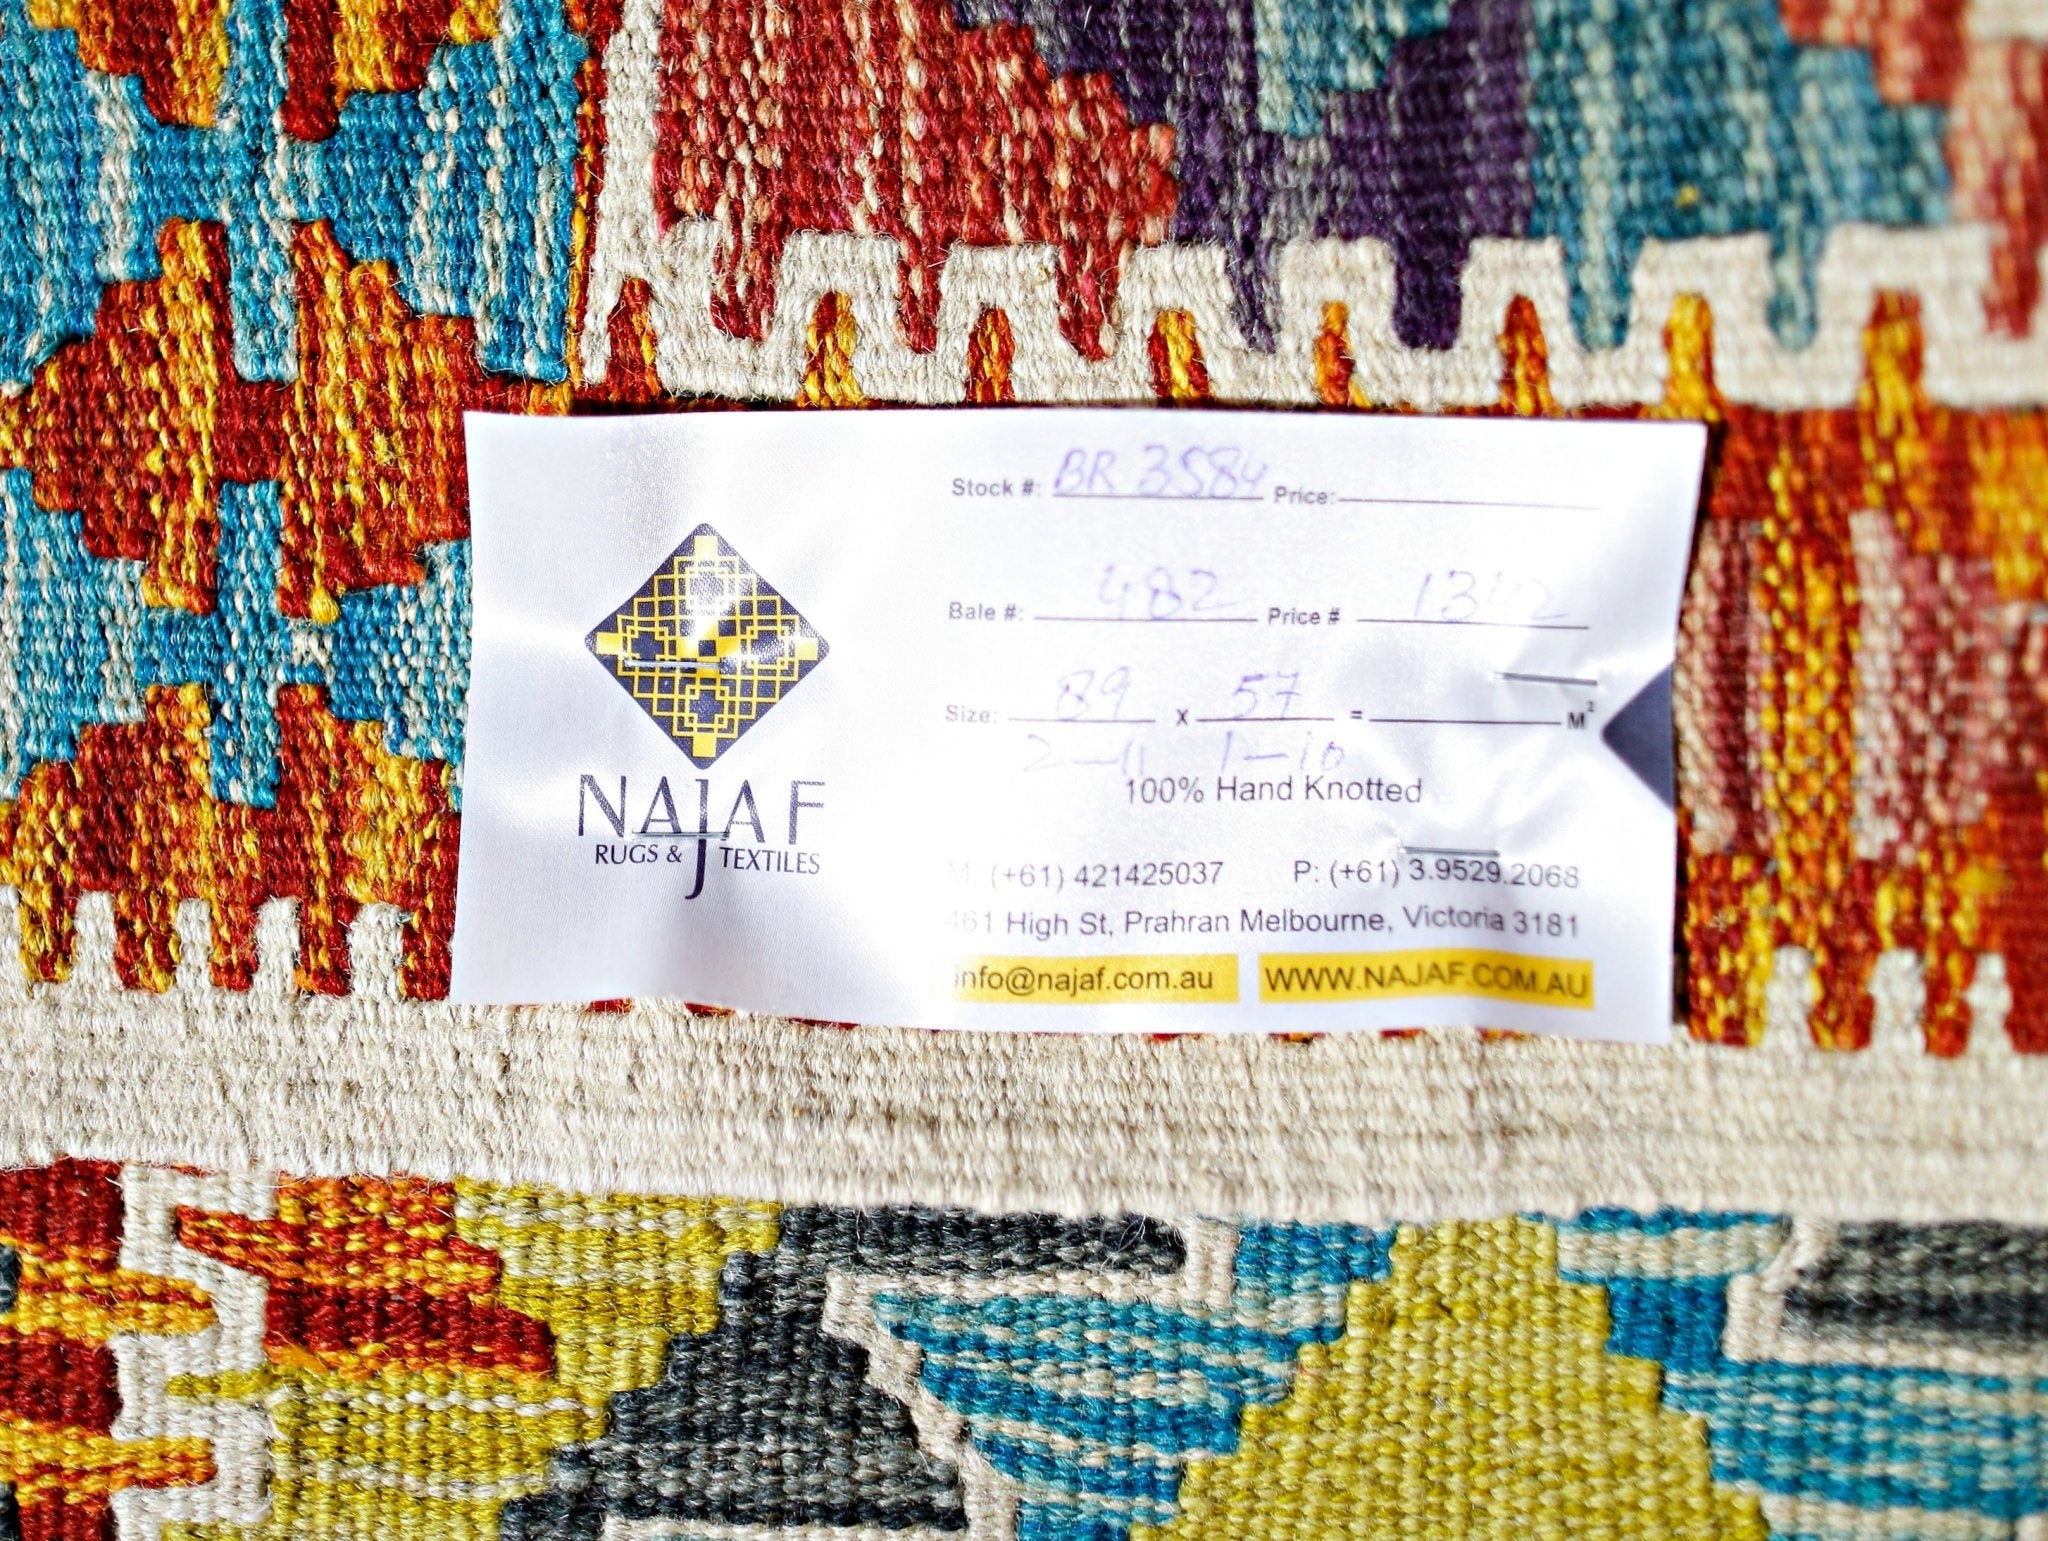 NAJAF
RUGS & TEXTILES
Stock #: BR 3584 Price:
Bale #: 482 Price # 1342
Size: 89 x 57 = M²
2-11 1-10
100% Hand Knotted
M: (+61) 421425037 P: (+61) 3.9529.2068
461 High St, Prahran Melbourne, Victoria 3181
info@najaf.com.au WWW.NAJAF.COM.AU